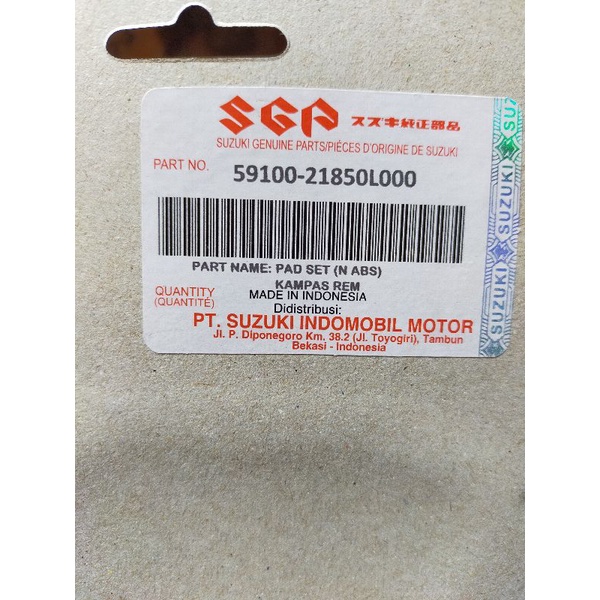 SGP スズキ純正部品
SUZUKI GENUINE PARTS/PIÈCES D'ORIGINE DE SUZUKI
PART NO. 59100-21850L000
PART NAME: PAD SET (N ABS)
KAMPAS REM
QUANTITY
(QUANTITÉ)
MADE IN INDONESIA
Didistribusi:
PT. SUZUKI INDOMOBIL MOTOR
Jl. P. Diponegoro Km. 38.2 (Jl. Toyogiri), Tambun
Bekasi - Indonesia
SU
SUZUKI
SUZUKI